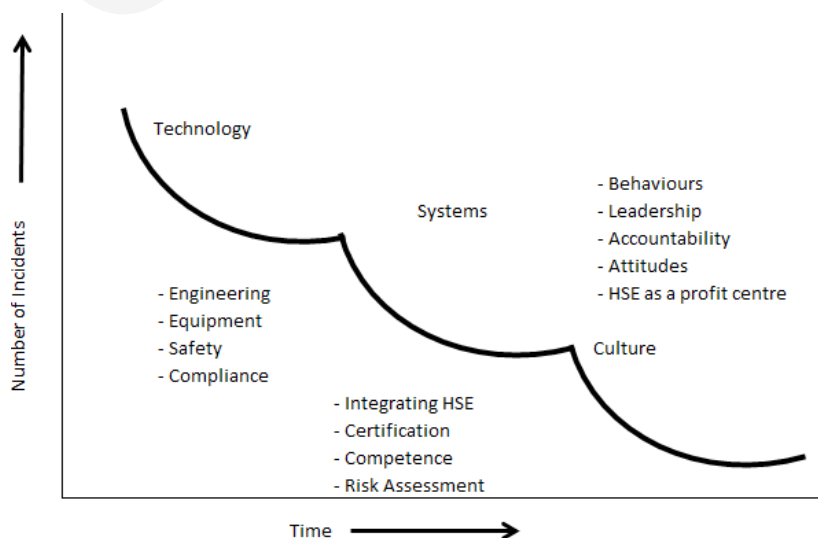 Technology
Systems
- Behaviours
- Leadership
- Accountability
- Attitudes
- HSE as a profit centre
Number of Incidents
- Engineering
- Equipment
- Safety
- Compliance
Culture
- Integrating HSE
- Certification
- Competence
- Risk Assessment
Time